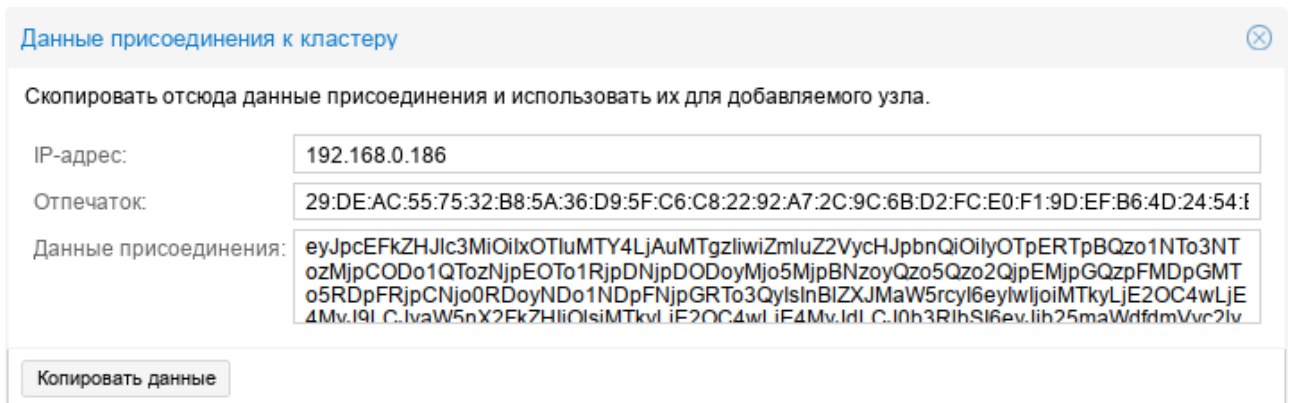 Данные присоединения к кластеру
Скопировать отсюда данные присоединения и использовать их для добавляемого узла.
IP-адрес: 192.168.0.186
Отпечаток: 29:DE:AC:55:75:32:B8:5A:36:D9:5F:C6:C8:22:92:A7:2C:9C:6B:D2:FC:E0:F1:9D:EF:B6:4D:24:54:E
Данные присоединения: eyJpcEFkZHJlc3MiOiIxOTIuMTY4LjAuMTgzIiwiZmluZ2VycHJpbnQiOiIyOTpERTpBQzo1NTo3NT
ozMjpCODo1QTozNjpEOTo1RjpDNjpDODoyMjo5MjpBNzoyQzo5Qzo2QjpEMjpGQzpFMDpGMT
o5RDpFRjpCNjo0RDoyNDo1NDpFNjpGRTo3QyIsInBlZXJMaW5rcyI6eyIwIjoiMTkyLjE2OC4wLjE
Копировать данные